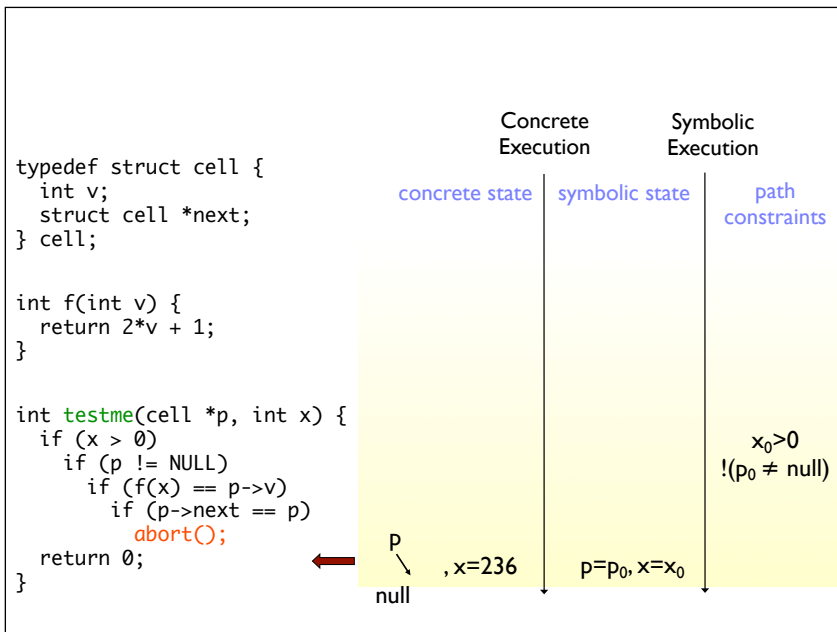 Concrete Execution
Symbolic Execution
concrete state
symbolic state
path constraints
typedef struct cell {
  int v;
  struct cell *next;
} cell;
int f(int v) {
  return 2*v + 1;
}
int testme(cell *p, int x) {
  if (x > 0)
    if (p != NULL)
      if (f(x) == p->v)
        if (p->next == p)
          abort();
  return 0;
}
x₀>0
!(p₀ ≠ null)
p
null
, x=236
p=p₀, x=x₀